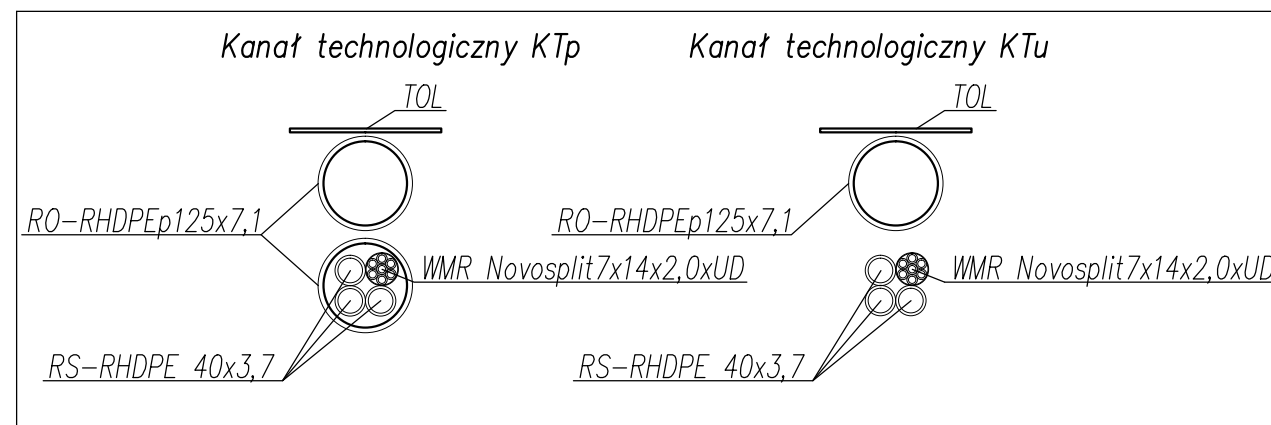 Kanał technologiczny KTp
TOL
RO-RHDPEp125x7,1
WMR Novosplit7x14x2,0xUD
RS-RHDPE 40x3,7
Kanał technologiczny KTu
TOL
RO-RHDPEp125x7,1
WMR Novosplit7x14x2,0xUD
RS-RHDPE 40x3,7